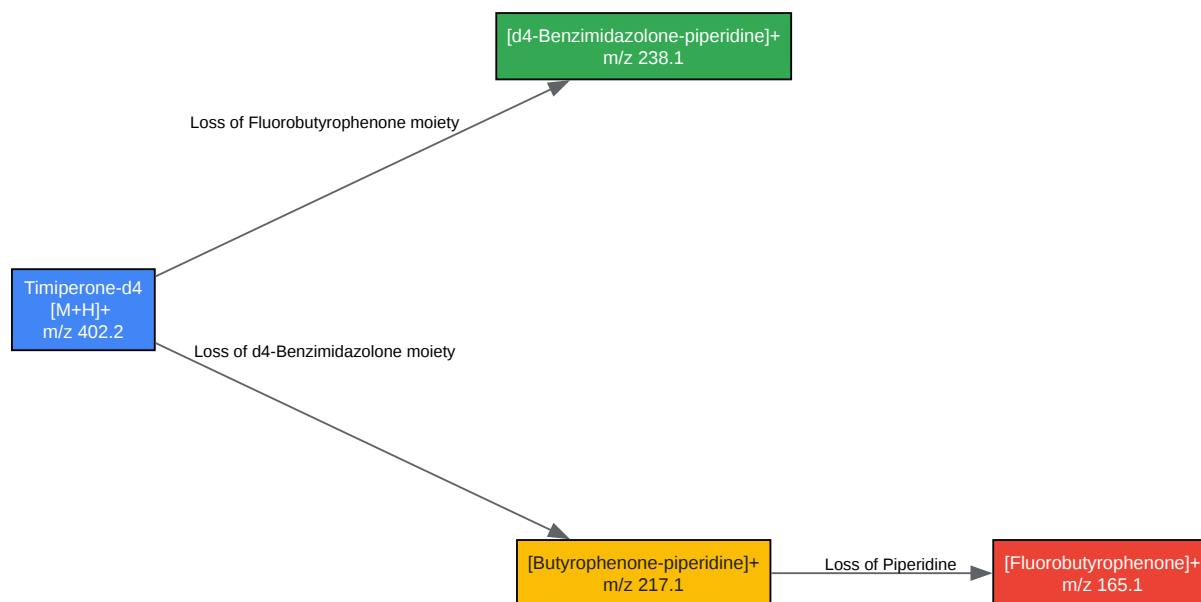 [d4-Benzimidazolone-piperidine]+
m/z 238.1
Loss of Fluorobutyrophenone moiety
Timiperone-d4
[M+H]+
m/z 402.2
Loss of d4-Benzimidazolone moiety
[Butyrophenone-piperidine]+
m/z 217.1
Loss of Piperidine
[Fluorobutyrophenone]+
m/z 165.1